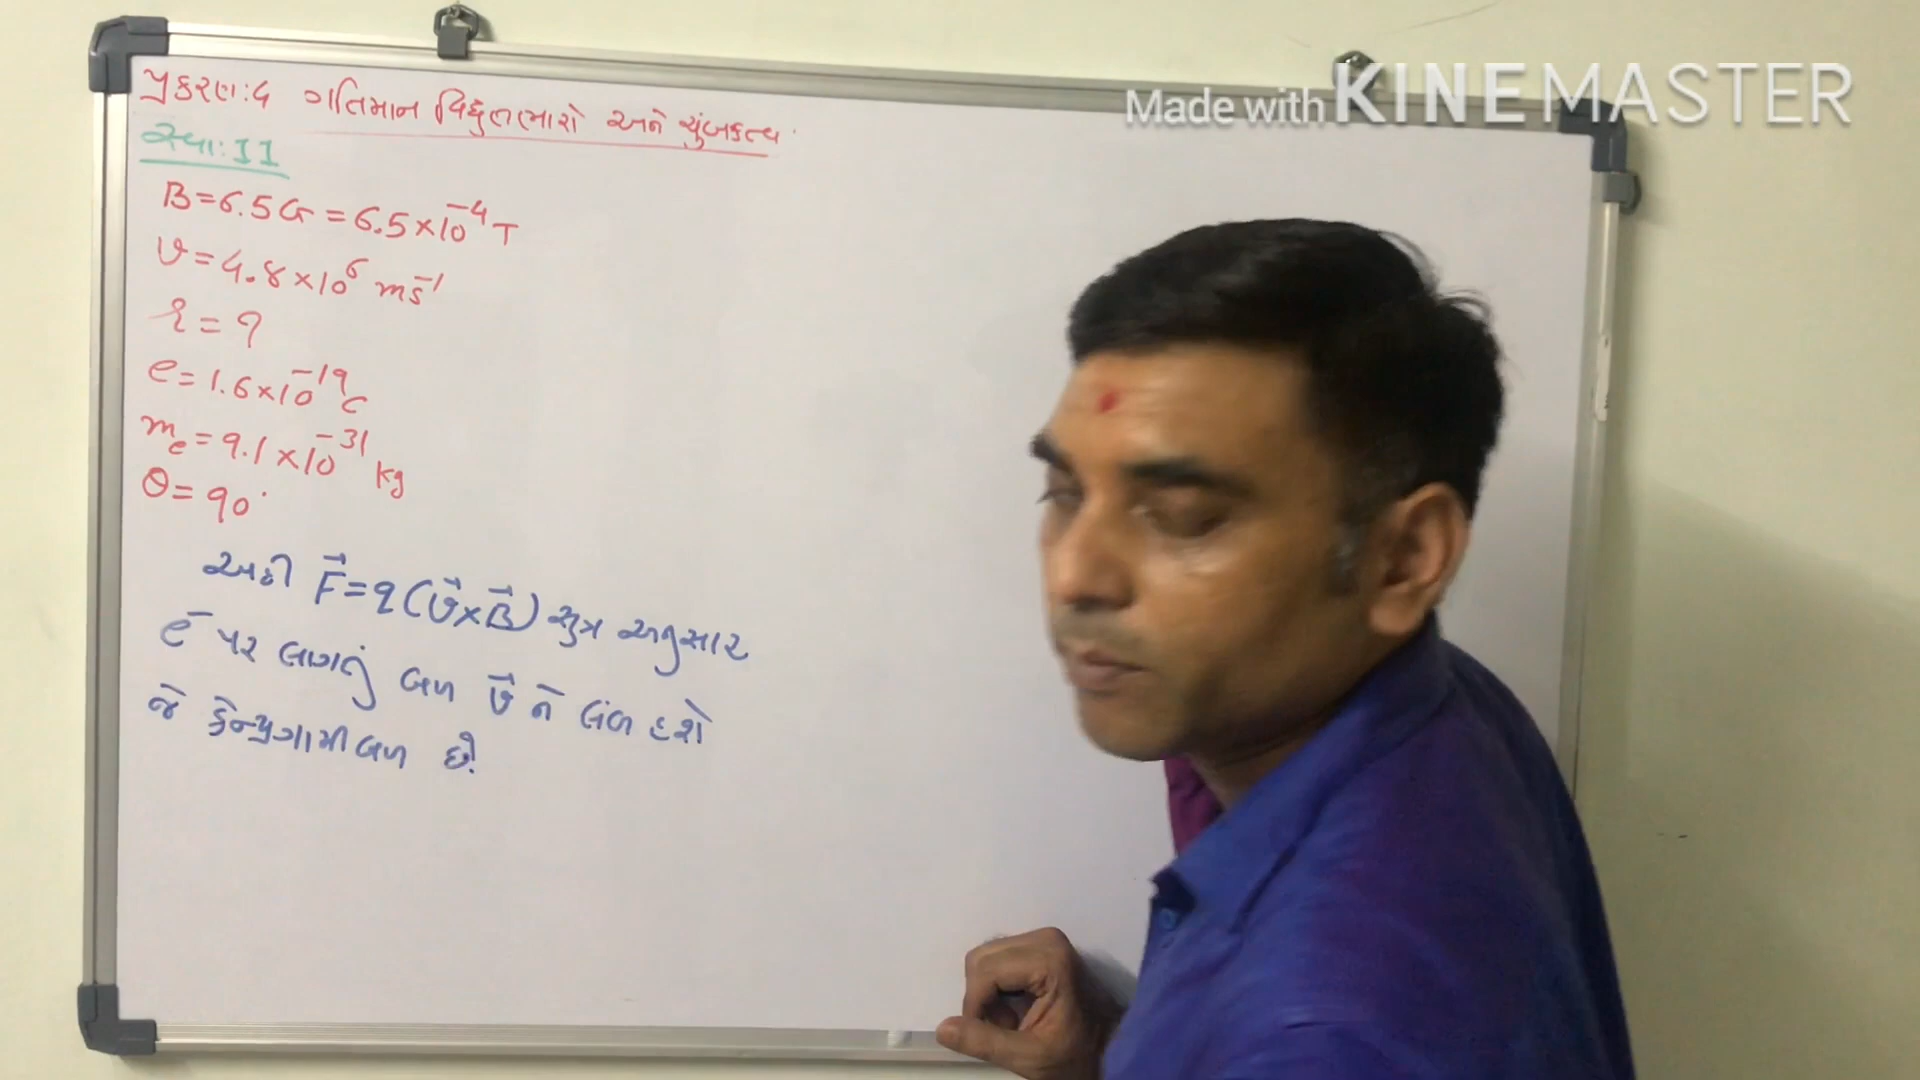 પ્રકરણ:4 ગતિમાન વિદ્યુતભારો અને ચુંબકત્વ
Made with KINEMASTER
સ્વા:11
B=6.5G = 6.5×10⁻⁴ T
v = 4.8×10⁶ ms⁻¹
r = ?
e = 1.6×10⁻¹⁹ C
mₑ = 9.1×10⁻³¹ kg
θ = 90°
અહી F⃗ = q(v⃗×B⃗) સુત્ર અનુસાર
e⁻ પર લાગતું બળ v⃗ ને લંબ હશે
જે કેન્દ્રગામી બળ છે.